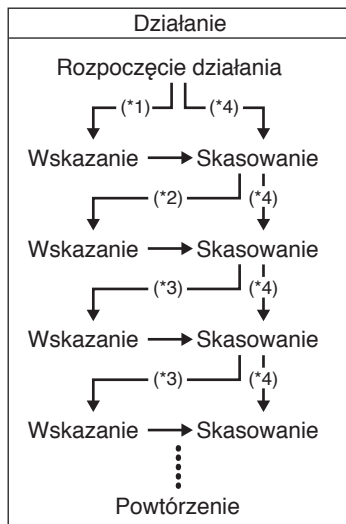 Działanie
Rozpoczęcie działania
(*1) (*4)
Wskazanie Skasowanie
(*2) (*4)
Wskazanie Skasowanie
(*3) (*4)
Wskazanie Skasowanie
(*3) (*4)
Wskazanie Skasowanie
Powtórzenie